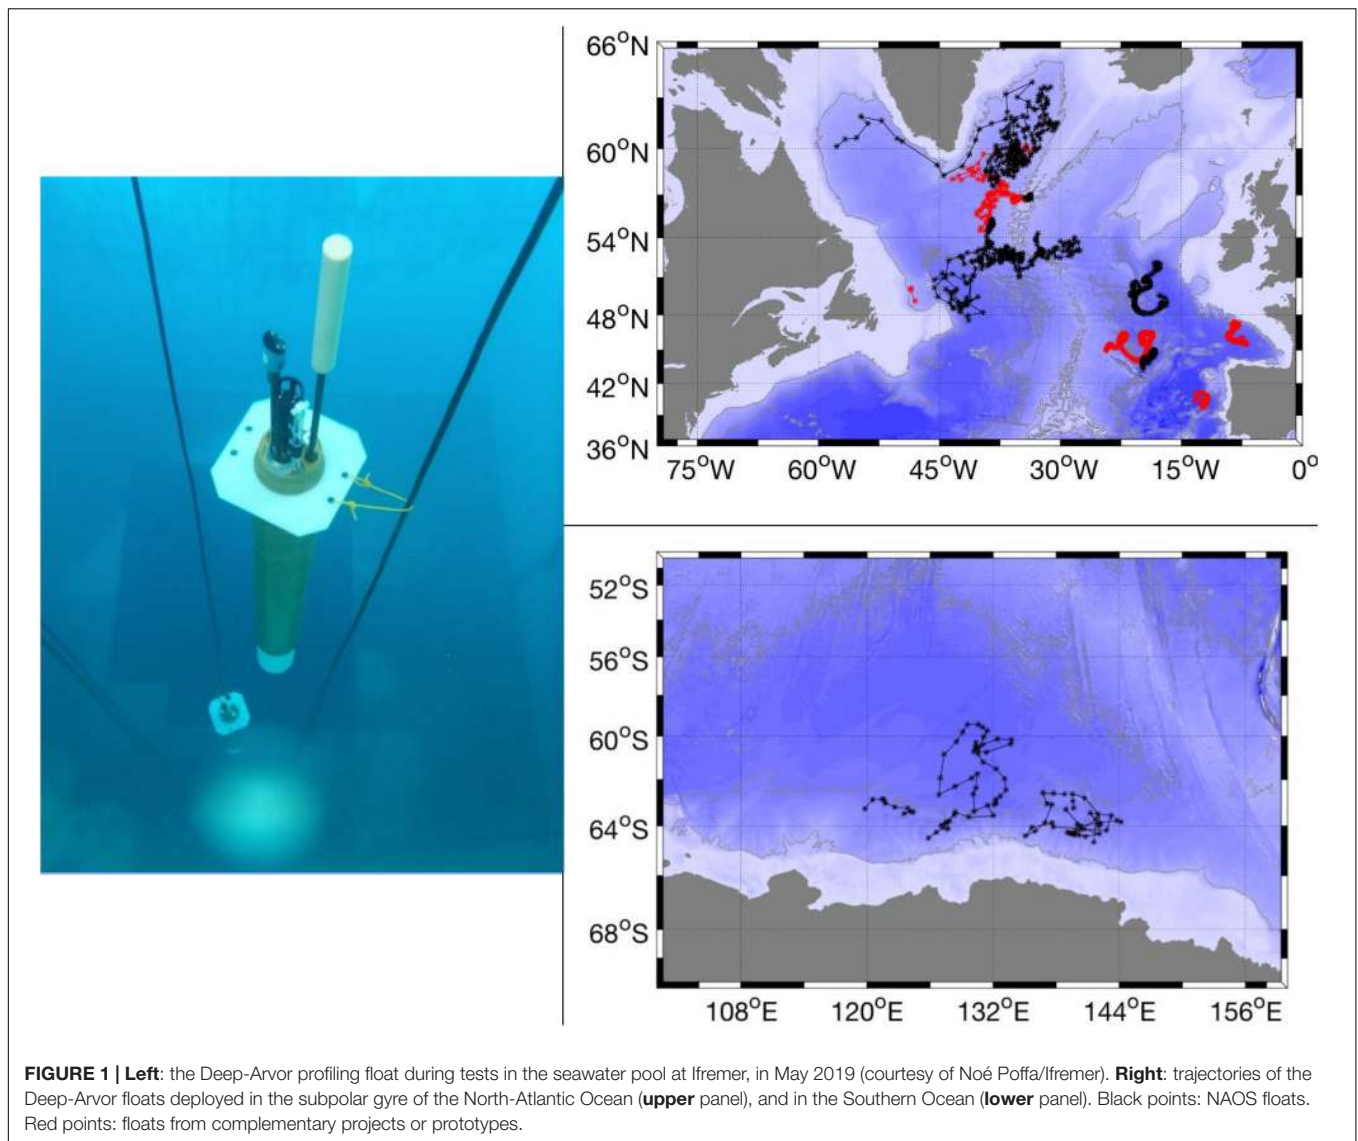 66°N
60°N
54°N
48°N
42°N
36°N
75°W 60°W 45°W 30°W 15°W 0°
52°S
56°S
60°S
64°S
68°S
108°E 120°E 132°E 144°E 156°E
FIGURE 1 | Left: the Deep-Arvor profiling float during tests in the seawater pool at Ifremer, in May 2019 (courtesy of Noé Poffa/Ifremer). Right: trajectories of the
Deep-Arvor floats deployed in the subpolar gyre of the North-Atlantic Ocean (upper panel), and in the Southern Ocean (lower panel). Black points: NAOS floats.
Red points: floats from complementary projects or prototypes.